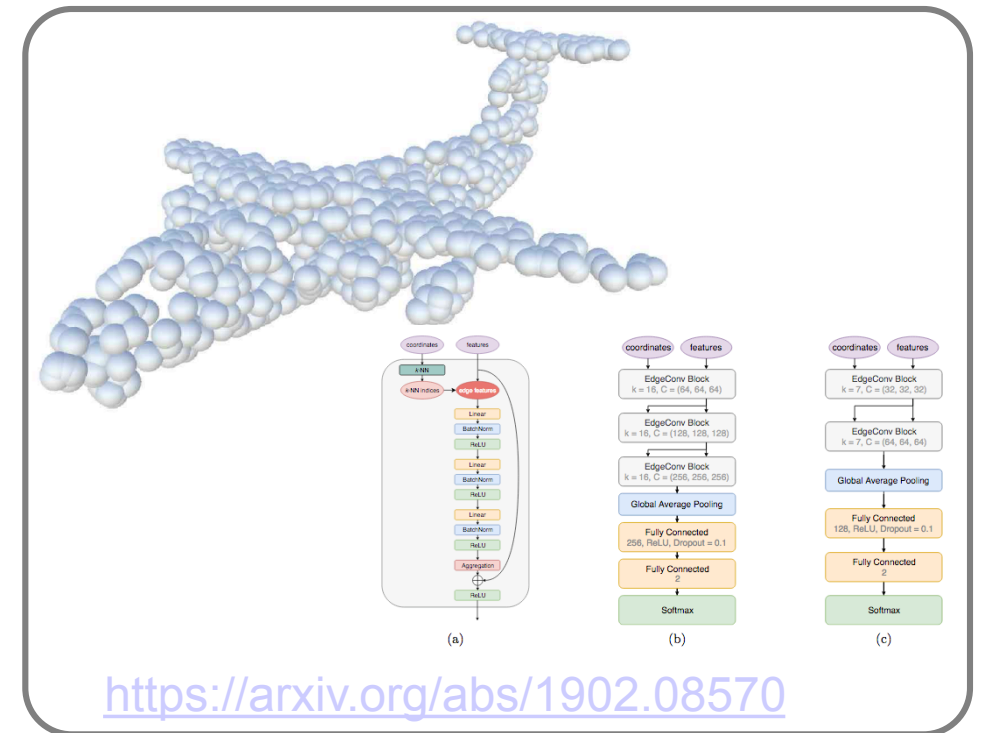 coordinates features
k-NN
k-NN indices
edge features
Linear
BatchNorm
ReLU
Linear
BatchNorm
ReLU
Linear
BatchNorm
ReLU
Aggregation
ReLU
(a)
coordinates features
EdgeConv Block
k = 16, C = (64, 64, 64)
EdgeConv Block
k = 16, C = (128, 128, 128)
EdgeConv Block
k = 16, C = (256, 256, 256)
Global Average Pooling
Fully Connected
256, ReLU, Dropout = 0.1
Fully Connected
2
Softmax
(b)
coordinates features
EdgeConv Block
k = 7, C = (32, 32, 32)
EdgeConv Block
k = 7, C = (64, 64, 64)
Global Average Pooling
Fully Connected
128, ReLU, Dropout = 0.1
Fully Connected
2
Softmax
(c)
https://arxiv.org/abs/1902.08570